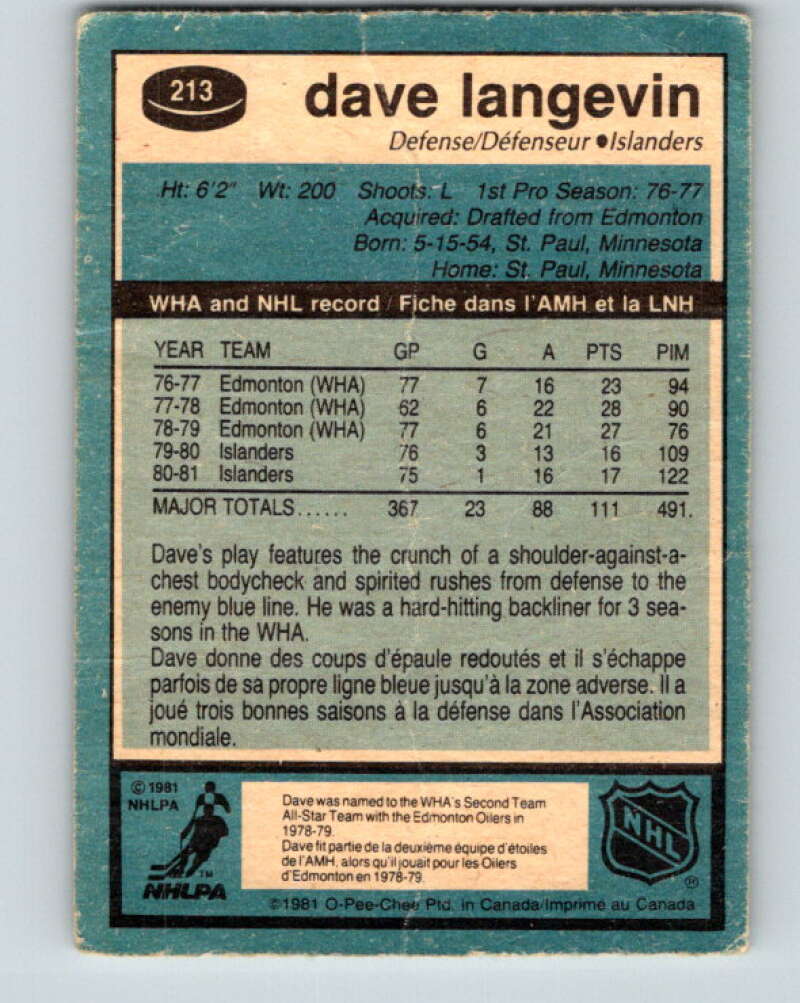 213
dave langevin
Defense/Défenseur • Islanders
Ht: 6'2" Wt: 200 Shoots: L 1st Pro Season: 76-77
Acquired: Drafted from Edmonton
Born: 5-15-54, St. Paul, Minnesota
Home: St. Paul, Minnesota
WHA and NHL record / Fiche dans l'AMH et la LNH
YEAR TEAM GP G A PTS PIM
76-77 Edmonton (WHA) 77 7 16 23 94
77-78 Edmonton (WHA) 62 6 22 28 90
78-79 Edmonton (WHA) 77 6 21 27 76
79-80 Islanders 76 3 13 16 109
80-81 Islanders 75 1 16 17 122
MAJOR TOTALS...... 367 23 88 111 491.
Dave's play features the crunch of a shoulder-against-a-
chest bodycheck and spirited rushes from defense to the
enemy blue line. He was a hard-hitting backliner for 3 sea-
sons in the WHA.
Dave donne des coups d'épaule redoutés et il s'échappe
parfois de sa propre ligne bleue jusqu'à la zone adverse. Il a
joué trois bonnes saisons à la défense dans l'Association
mondiale.
© 1981
NHLPA
TM
NHLPA
Dave was named to the WHA's Second Team
All-Star Team with the Edmonton Oilers in
1978-79.
Dave fit partie de la deuxième équipe d'étoiles
de l'AMH, alors qu'il jouait pour les Oilers
d'Edmonton en 1978-79.
NHL
®
© 1981 O-Pee-Chee Ptd. in Canada/Imprimé au Canada